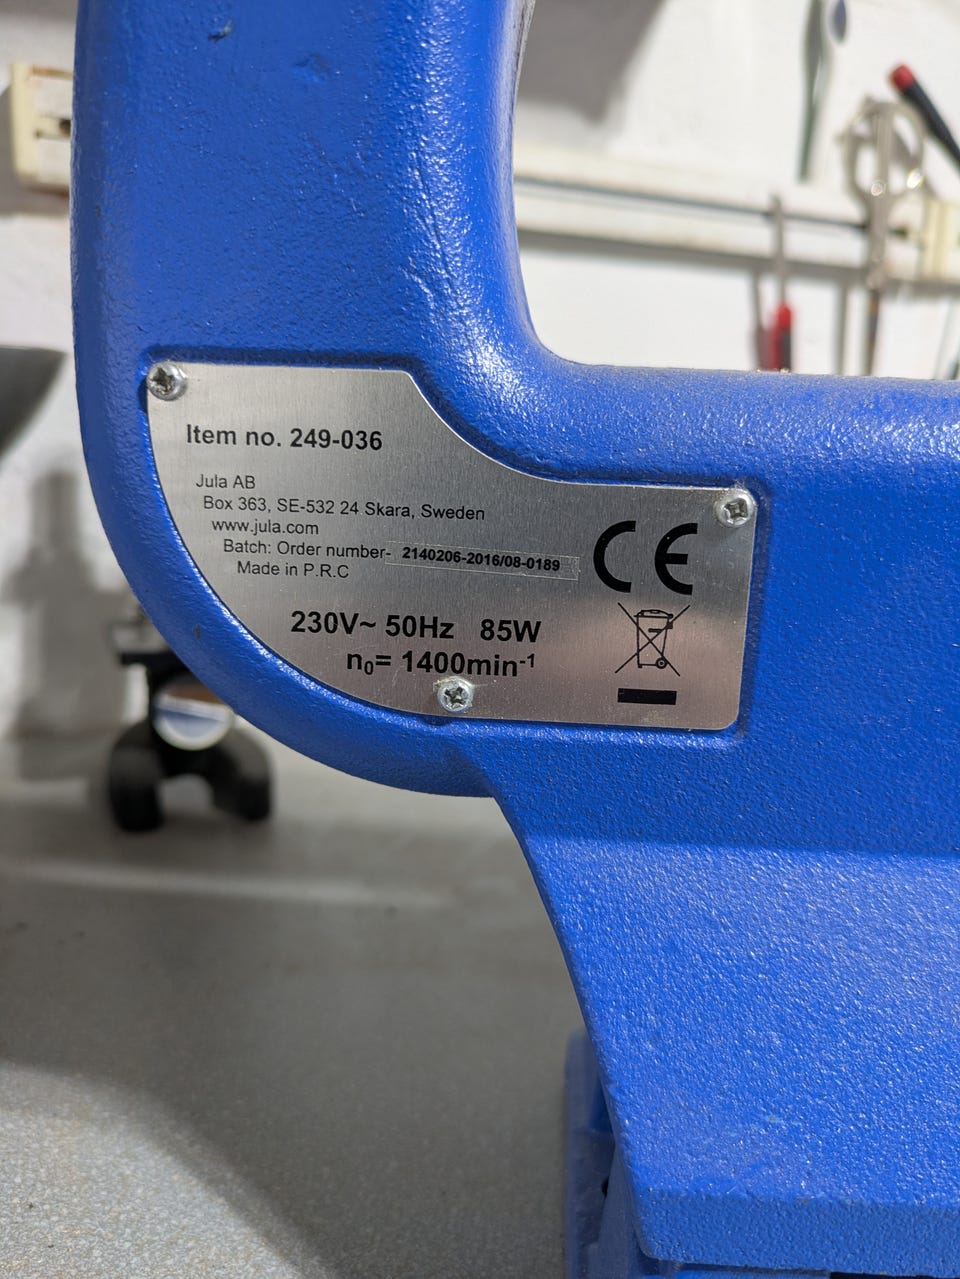 Item no. 249-036
Jula AB
Box 363, SE-532 24 Skara, Sweden
www.jula.com
Batch: Order number- 2140206-2016/08-0189
Made in P.R.C
CE
230V~ 50Hz 85W
n₀= 1400min⁻¹